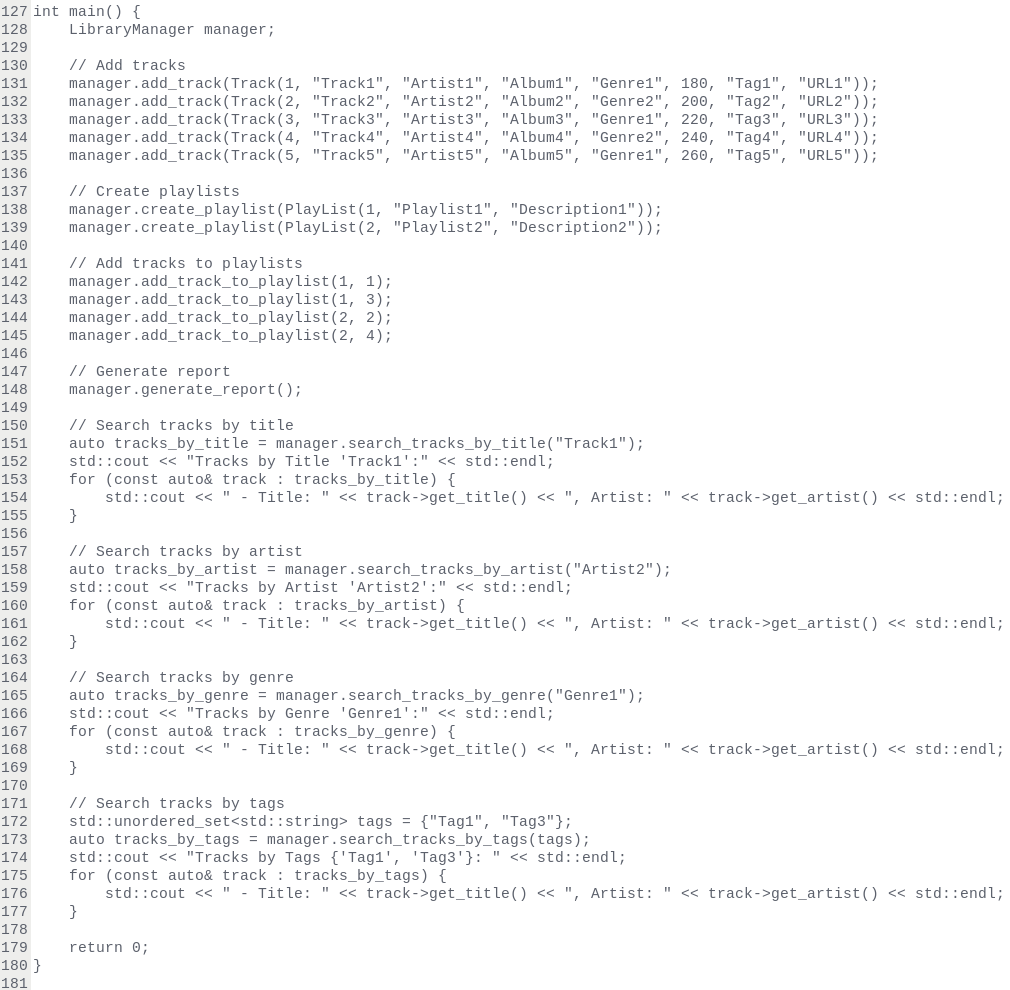 127 int main() {
128     LibraryManager manager;
129
130     // Add tracks
131     manager.add_track(Track(1, "Track1", "Artist1", "Album1", "Genre1", 180, "Tag1", "URL1"));
132     manager.add_track(Track(2, "Track2", "Artist2", "Album2", "Genre2", 200, "Tag2", "URL2"));
133     manager.add_track(Track(3, "Track3", "Artist3", "Album3", "Genre1", 220, "Tag3", "URL3"));
134     manager.add_track(Track(4, "Track4", "Artist4", "Album4", "Genre2", 240, "Tag4", "URL4"));
135     manager.add_track(Track(5, "Track5", "Artist5", "Album5", "Genre1", 260, "Tag5", "URL5"));
136
137     // Create playlists
138     manager.create_playlist(PlayList(1, "Playlist1", "Description1"));
139     manager.create_playlist(PlayList(2, "Playlist2", "Description2"));
140
141     // Add tracks to playlists
142     manager.add_track_to_playlist(1, 1);
143     manager.add_track_to_playlist(1, 3);
144     manager.add_track_to_playlist(2, 2);
145     manager.add_track_to_playlist(2, 4);
146
147     // Generate report
148     manager.generate_report();
149
150     // Search tracks by title
151     auto tracks_by_title = manager.search_tracks_by_title("Track1");
152     std::cout << "Tracks by Title 'Track1':" << std::endl;
153     for (const auto& track : tracks_by_title) {
154         std::cout << " - Title: " << track->get_title() << ", Artist: " << track->get_artist() << std::endl;
155     }
156
157     // Search tracks by artist
158     auto tracks_by_artist = manager.search_tracks_by_artist("Artist2");
159     std::cout << "Tracks by Artist 'Artist2':" << std::endl;
160     for (const auto& track : tracks_by_artist) {
161         std::cout << " - Title: " << track->get_title() << ", Artist: " << track->get_artist() << std::endl;
162     }
163
164     // Search tracks by genre
165     auto tracks_by_genre = manager.search_tracks_by_genre("Genre1");
166     std::cout << "Tracks by Genre 'Genre1':" << std::endl;
167     for (const auto& track : tracks_by_genre) {
168         std::cout << " - Title: " << track->get_title() << ", Artist: " << track->get_artist() << std::endl;
169     }
170
171     // Search tracks by tags
172     std::unordered_set<std::string> tags = {"Tag1", "Tag3"};
173     auto tracks_by_tags = manager.search_tracks_by_tags(tags);
174     std::cout << "Tracks by Tags {'Tag1', 'Tag3'}: " << std::endl;
175     for (const auto& track : tracks_by_tags) {
176         std::cout << " - Title: " << track->get_title() << ", Artist: " << track->get_artist() << std::endl;
177     }
178
179     return 0;
180 }
181